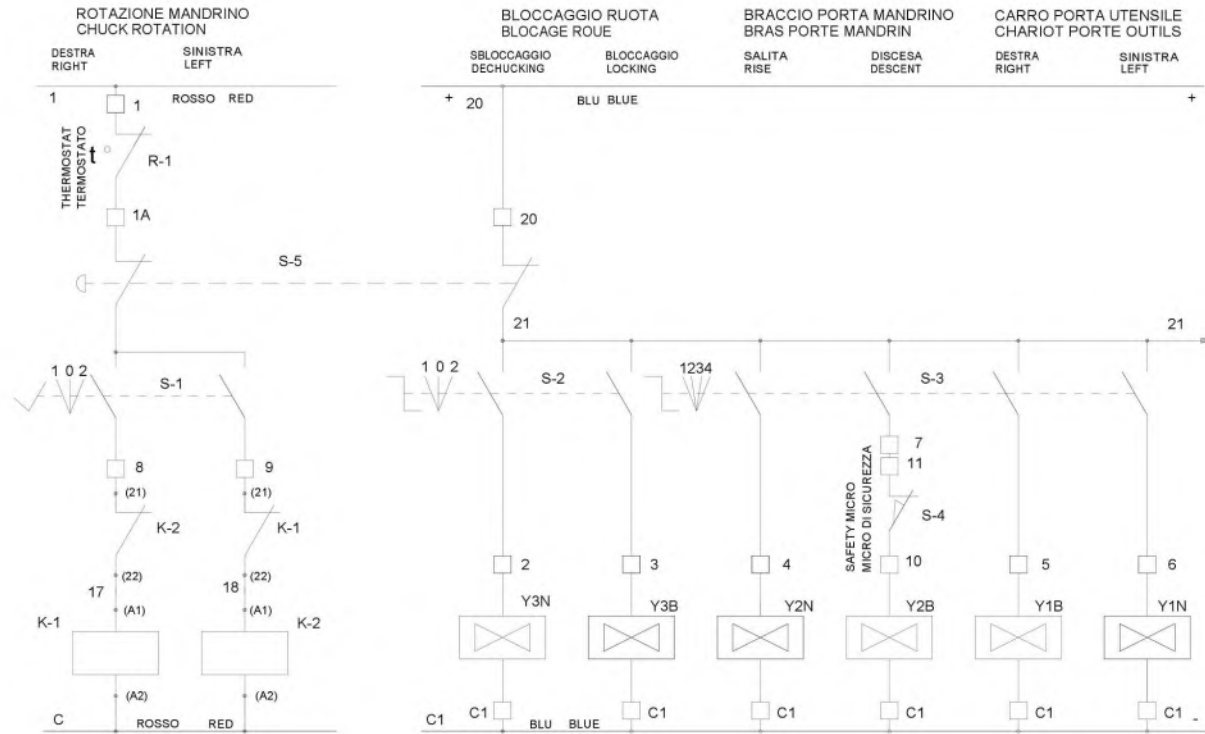 ROTAZIONE MANDRINO
CHUCK ROTATION
BLOCCAGGIO RUOTA
BLOCAGE ROUE
BRACCIO PORTA MANDRINO
BRAS PORTE MANDRIN
CARRO PORTA UTENSILE
CHARIOT PORTE OUTILS
DESTRA
RIGHT
SINISTRA
LEFT
SBLOCCAGGIO
DECHUCKING
BLOCCAGGIO
LOCKING
SALITA
RISE
DISCESA
DESCENT
DESTRA
RIGHT
SINISTRA
LEFT
1
1
ROSSO RED
+ 20
BLU BLUE
+
THERMOSTAT
TERMOSTATO
t°
R-1
1A
20
S-5
21
21
1 0 2
S-1
1 0 2
S-2
1234
S-3
8
9
7
11
(21)
(21)
K-2
K-1
SAFETY MICRO
MICRO DI SICUREZZA
S-4
(22)
(22)
2
3
4
10
5
6
17
18
(A1)
(A1)
Y3N
Y3B
Y2N
Y2B
Y1B
Y1N
K-1
K-2
(A2)
(A2)
C1
C1
C1
C1
C1
C1
C
ROSSO RED
C1
BLU BLUE
-